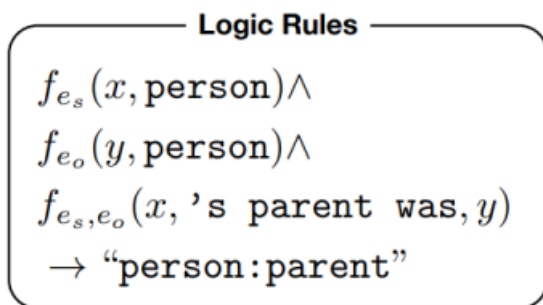 Logic Rules
f_{e_s}(x, person)∧
f_{e_o}(y, person)∧
f_{e_s,e_o}(x, 's parent was, y)
→ “person:parent”